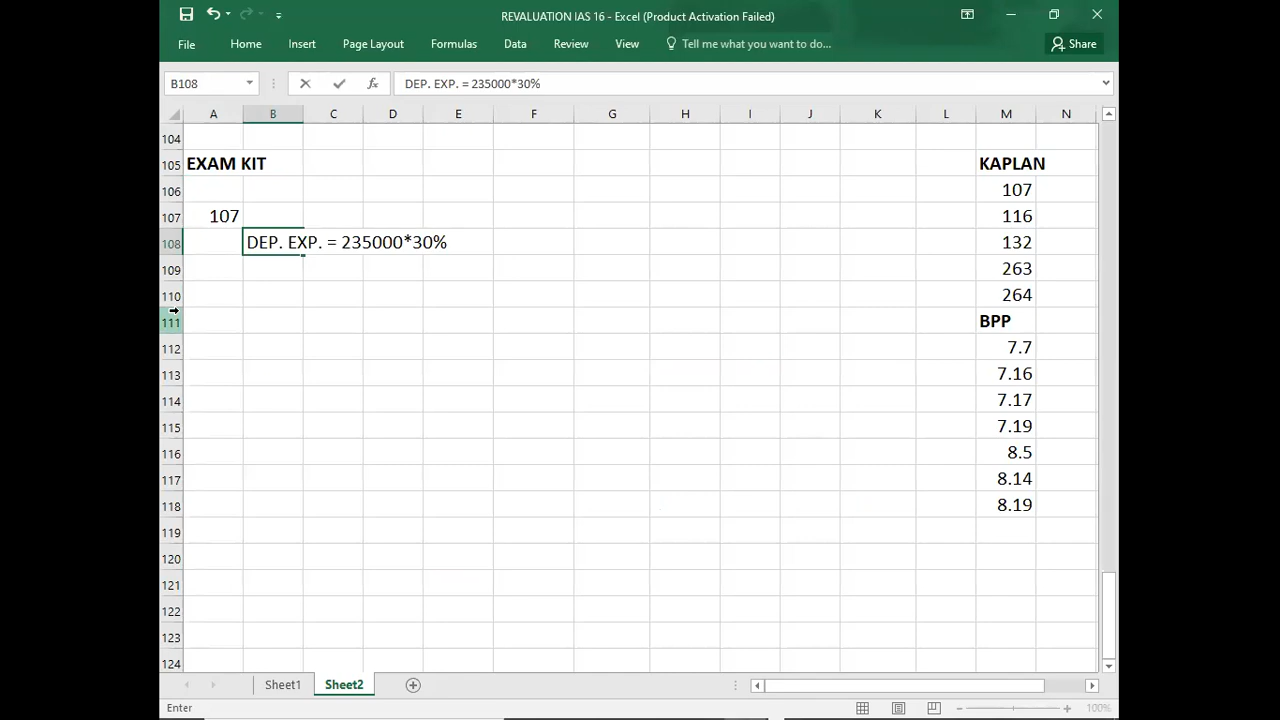 REVALUATION IAS 16 - Excel (Product Activation Failed)
File Home Insert Page Layout Formulas Data Review View Tell me what you want to do... Share
B108 fx DEP. EXP. = 235000*30%
A B C D E F G H I J K L M N
104
105 EXAM KIT KAPLAN
106 107
107 107 116
108 DEP. EXP. = 235000*30% 132
109 263
110 264
111 BPP
112 7.7
113 7.16
114 7.17
115 7.19
116 8.5
117 8.14
118 8.19
119
120
121
122
123
124
Sheet1 Sheet2
Enter 100%